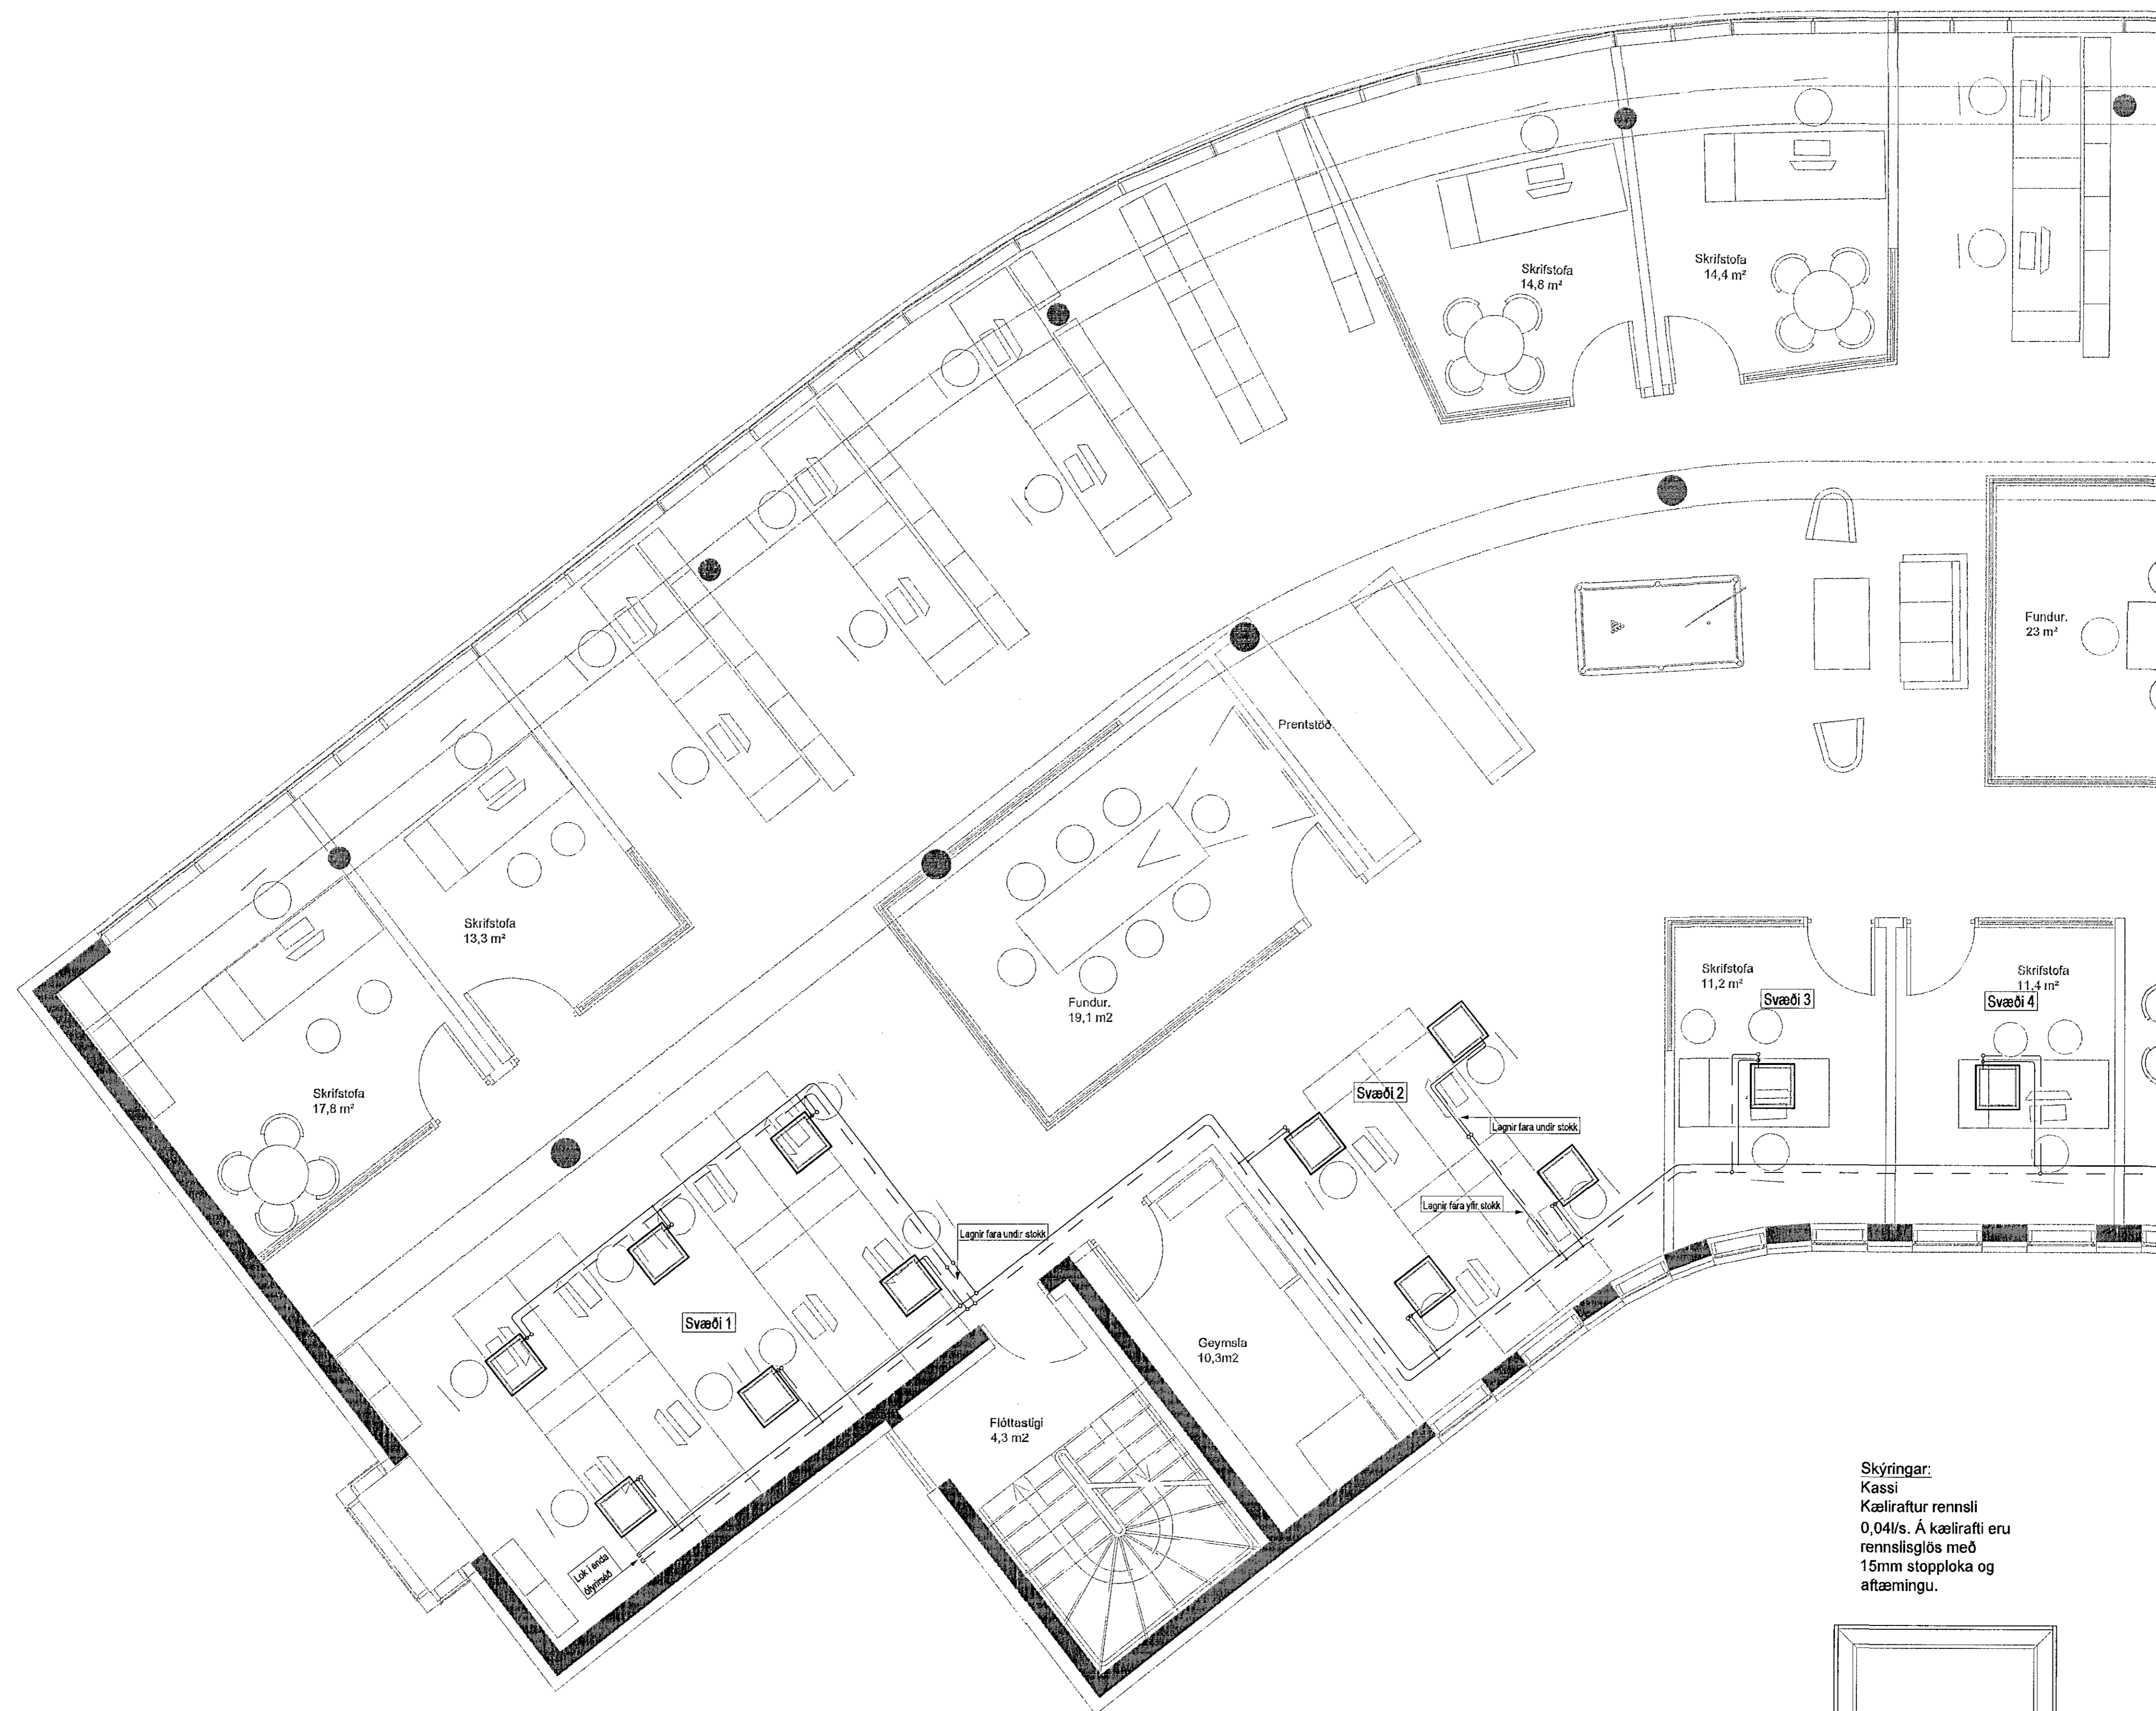 Skrifstofa
14,8 m²
Skrifstofa
14,4 m²
Fundur.
23 m²
Prentstöð.
Skrifstofa
13,3 m²
Fundur.
19,1 m2
Skrifstofa
17,8 m²
Skrifstofa
11,2 m²
Svæði 3
Skrifstofa
11,4 m²
Svæði 4
Svæði 2
Lagnir fara undir stokk
Lagnir fara yfir stokk
Lagnir fara undir stokk
Svæði 1
Geymsla
10,3m2
Flóttastigi
4,3 m2
Lok í enda
ófyrirséð
Skýringar:
Kassi
Kæliraftur rennsli
0,04l/s. Á kælirafti eru
rennslisglös með
15mm stopploka og
aftæmingu.